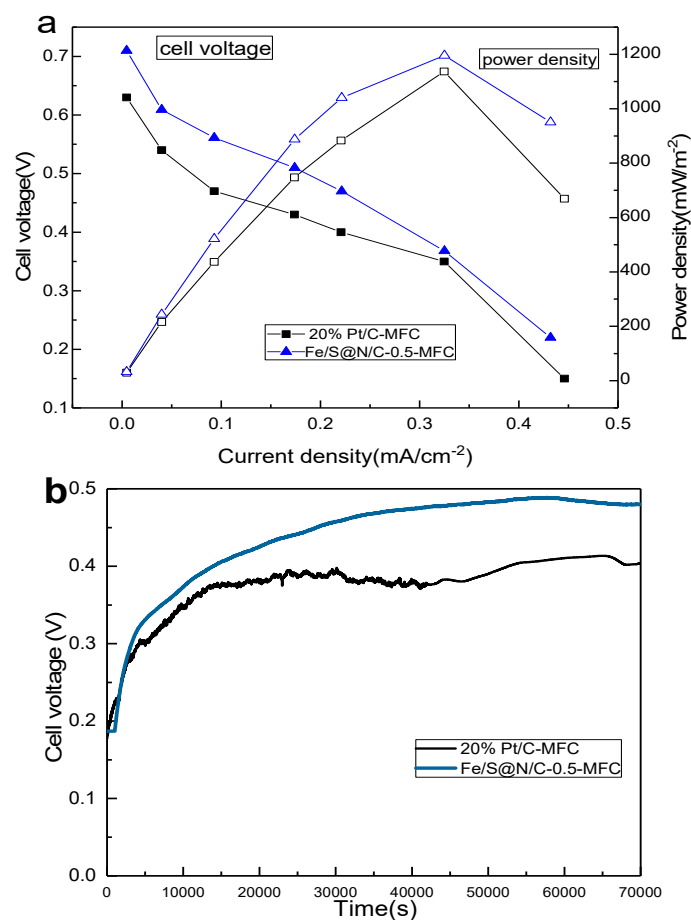 a
cell voltage
power density
0.7
0.6
0.5
0.4
0.3
0.2
0.1
Cell voltage(V)
1200
1000
800
600
400
200
0
Power density(mW/m⁻²)
20% Pt/C-MFC
Fe/S@N/C-0.5-MFC
0.0 0.1 0.2 0.3 0.4 0.5
Current density(mA/cm⁻²)
b
0.5
0.4
0.3
0.2
0.1
0.0
Cell voltage (V)
20% Pt/C-MFC
Fe/S@N/C-0.5-MFC
0 10000 20000 30000 40000 50000 60000 70000
Time(s)